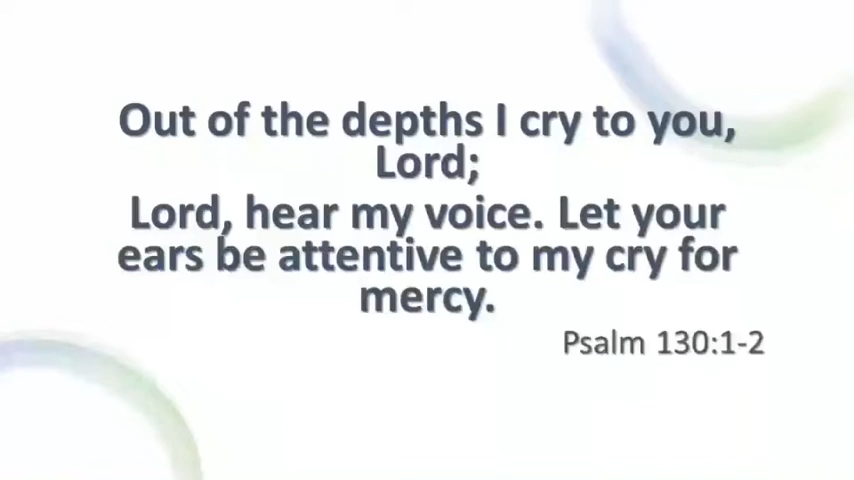 Out of the depths I cry to you,
Lord;
Lord, hear my voice. Let your
ears be attentive to my cry for
mercy.
Psalm 130:1-2